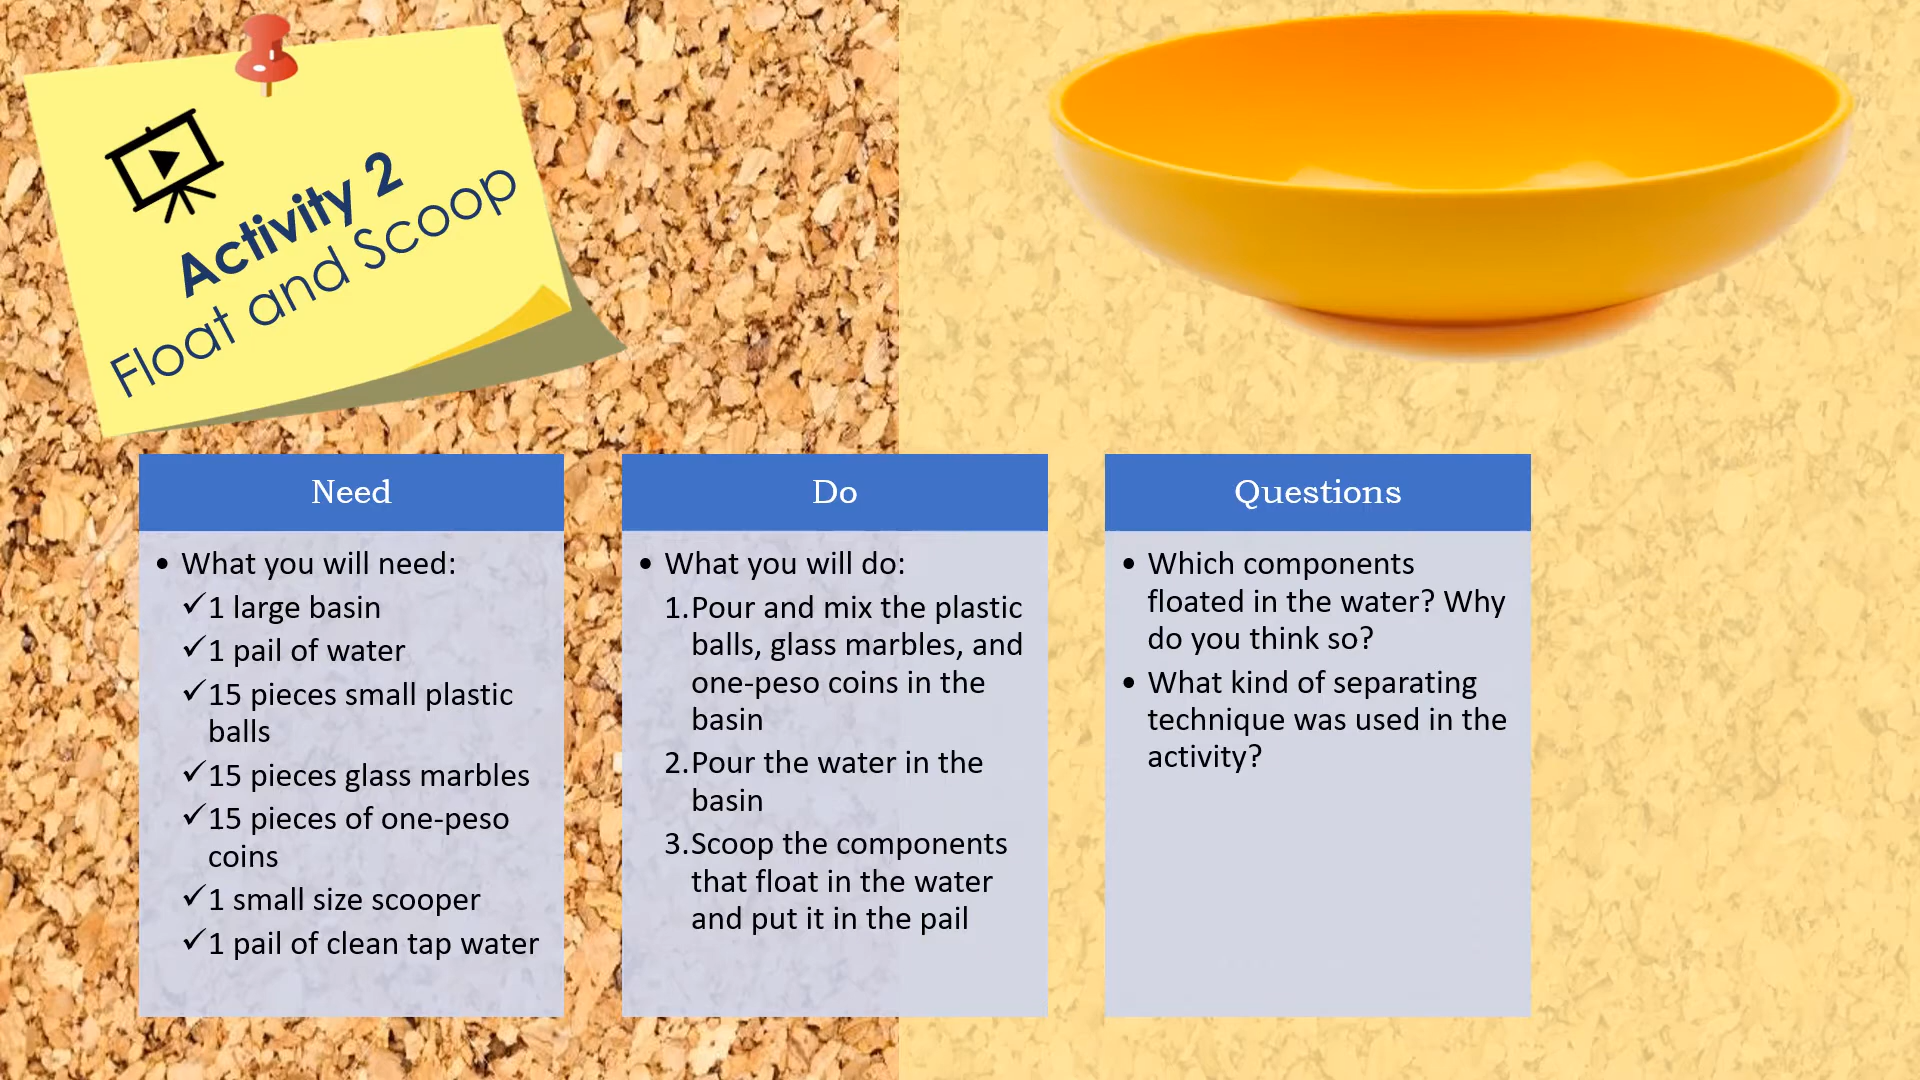 Activity 2
Float and Scoop
Need
• What you will need:
✓1 large basin
✓1 pail of water
✓15 pieces small plastic
balls
✓15 pieces glass marbles
✓15 pieces of one-peso
coins
✓1 small size scooper
✓1 pail of clean tap water
Do
• What you will do:
1.Pour and mix the plastic
balls, glass marbles, and
one-peso coins in the
basin
2.Pour the water in the
basin
3.Scoop the components
that float in the water
and put it in the pail
Questions
• Which components
floated in the water? Why
do you think so?
• What kind of separating
technique was used in the
activity?